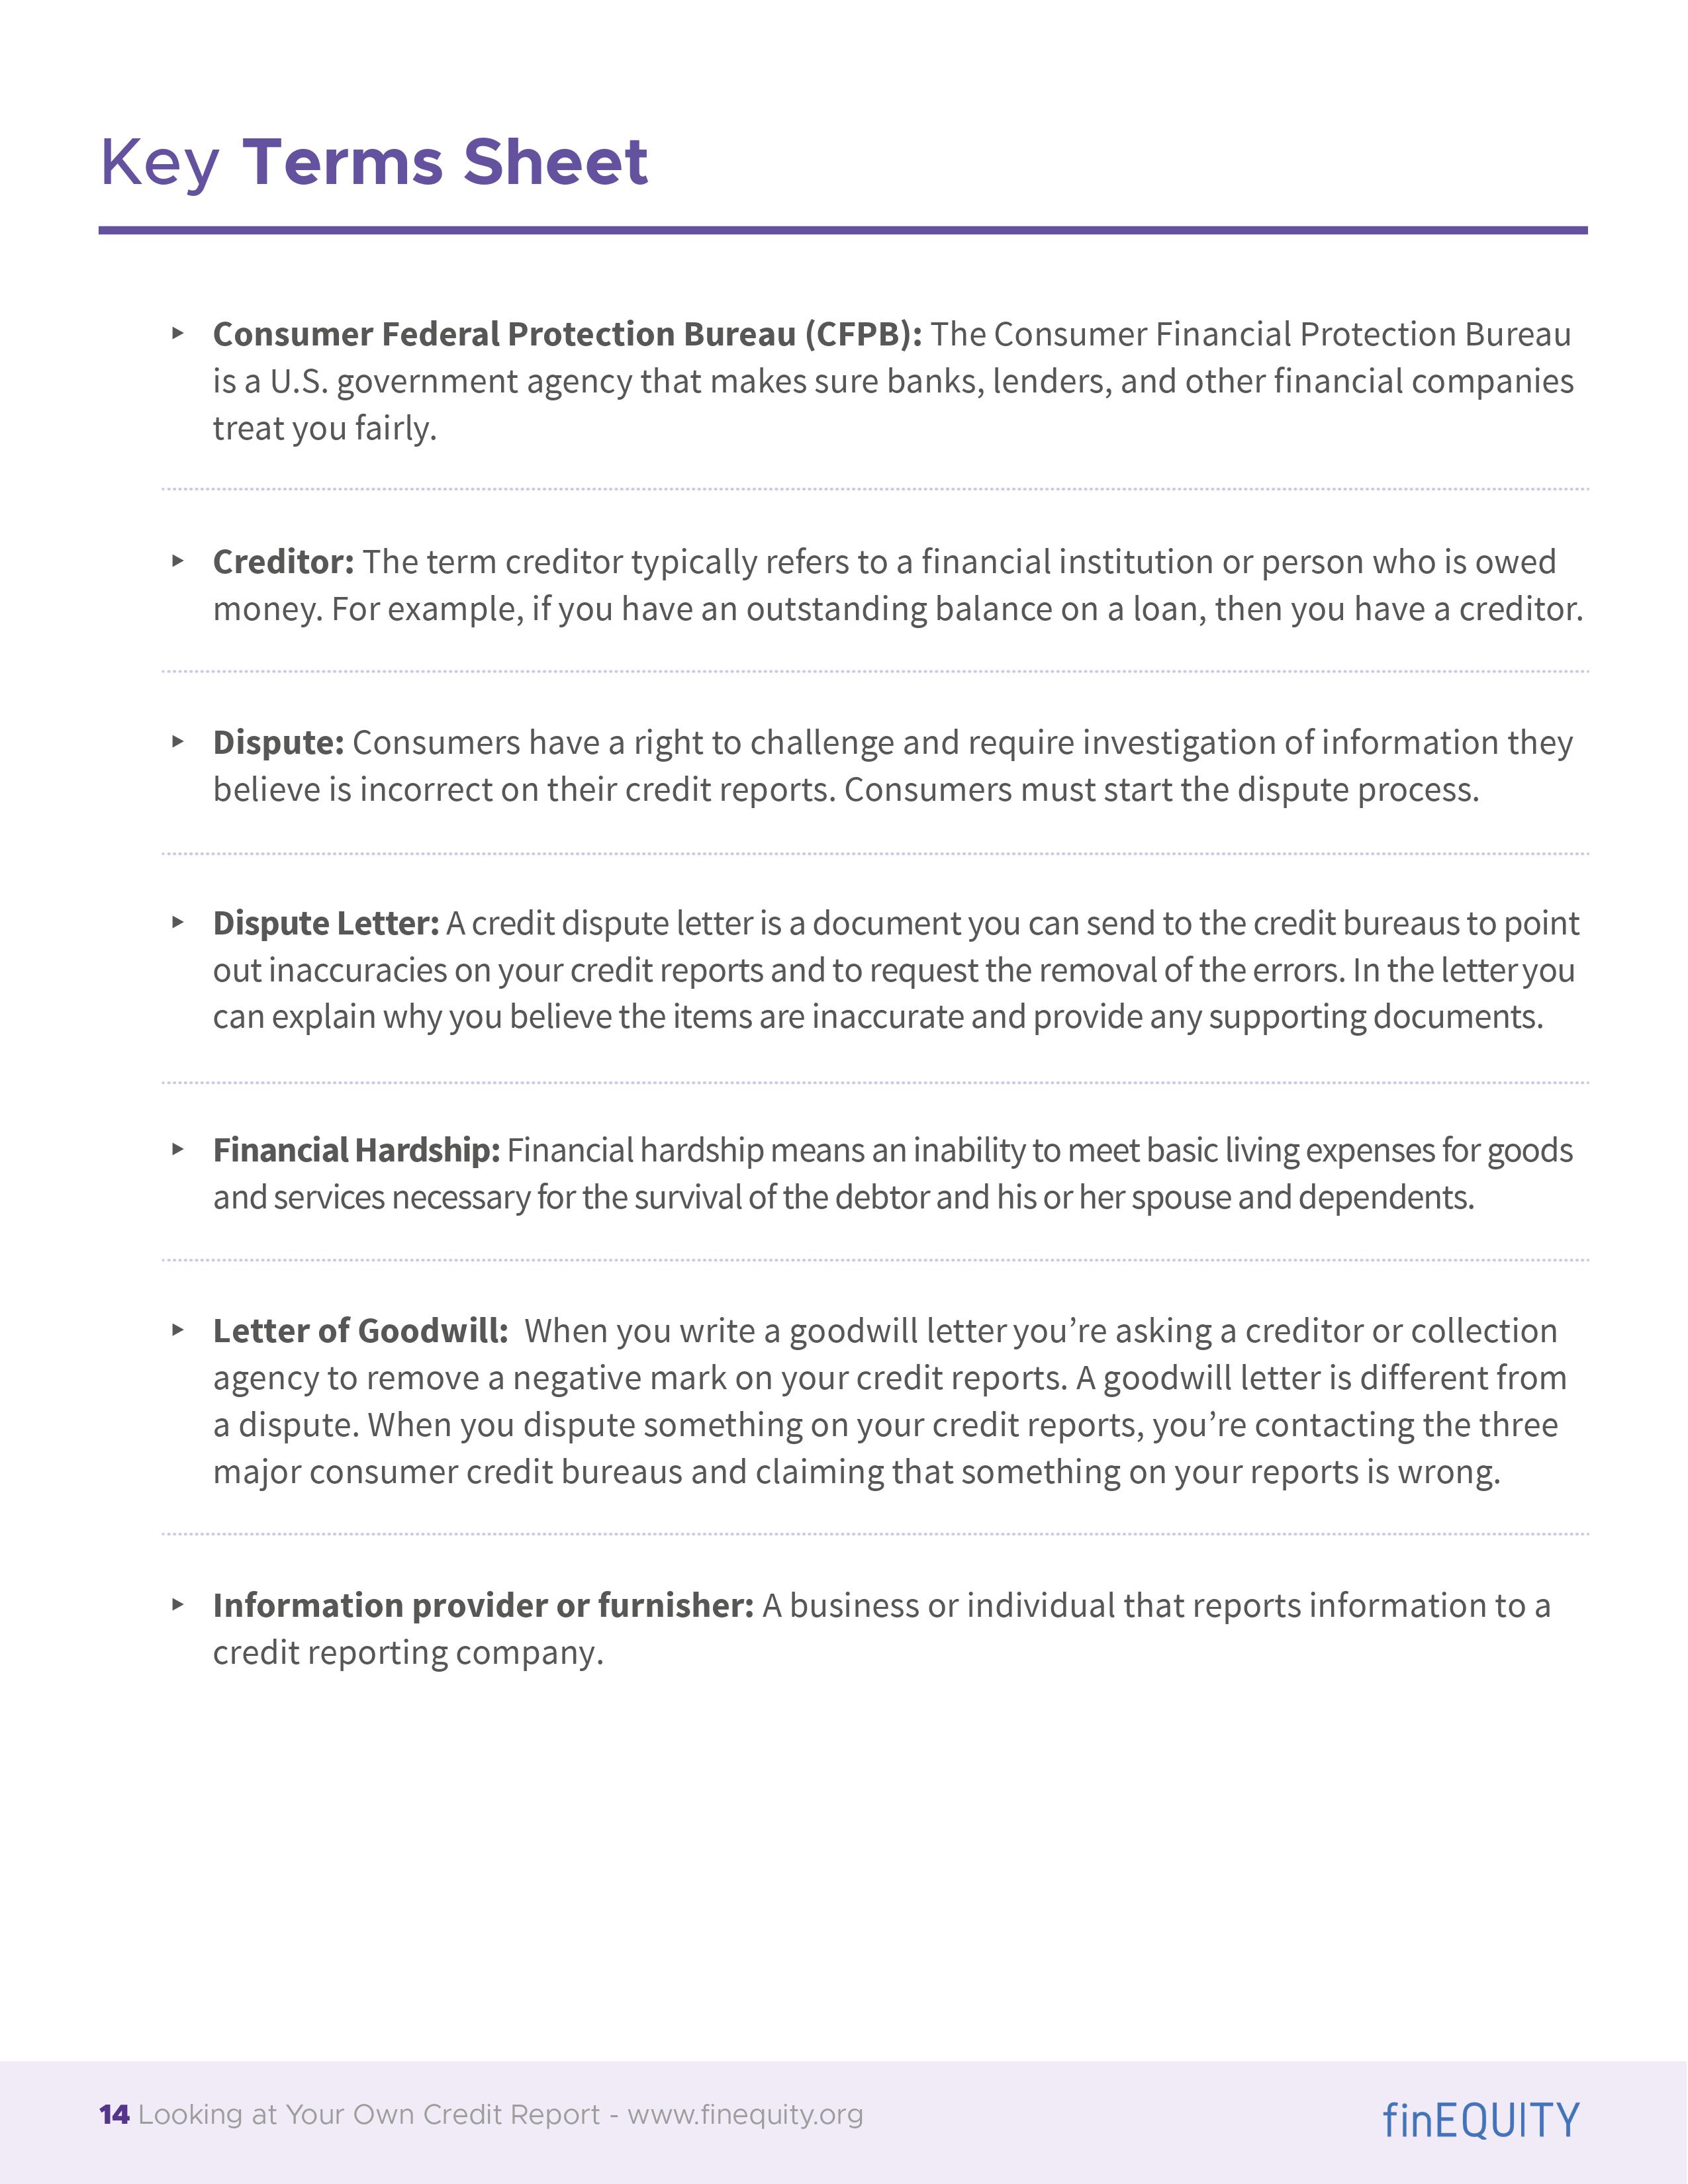 Key Terms Sheet
▸ Consumer Federal Protection Bureau (CFPB): The Consumer Financial Protection Bureau
is a U.S. government agency that makes sure banks, lenders, and other financial companies
treat you fairly.
▸ Creditor: The term creditor typically refers to a financial institution or person who is owed
money. For example, if you have an outstanding balance on a loan, then you have a creditor.
▸ Dispute: Consumers have a right to challenge and require investigation of information they
believe is incorrect on their credit reports. Consumers must start the dispute process.
▸ Dispute Letter: A credit dispute letter is a document you can send to the credit bureaus to point
out inaccuracies on your credit reports and to request the removal of the errors. In the letter you
can explain why you believe the items are inaccurate and provide any supporting documents.
▸ Financial Hardship: Financial hardship means an inability to meet basic living expenses for goods
and services necessary for the survival of the debtor and his or her spouse and dependents.
▸ Letter of Goodwill: When you write a goodwill letter you’re asking a creditor or collection
agency to remove a negative mark on your credit reports. A goodwill letter is different from
a dispute. When you dispute something on your credit reports, you’re contacting the three
major consumer credit bureaus and claiming that something on your reports is wrong.
▸ Information provider or furnisher: A business or individual that reports information to a
credit reporting company.
14 Looking at Your Own Credit Report - www.finequity.org
finEQUITY